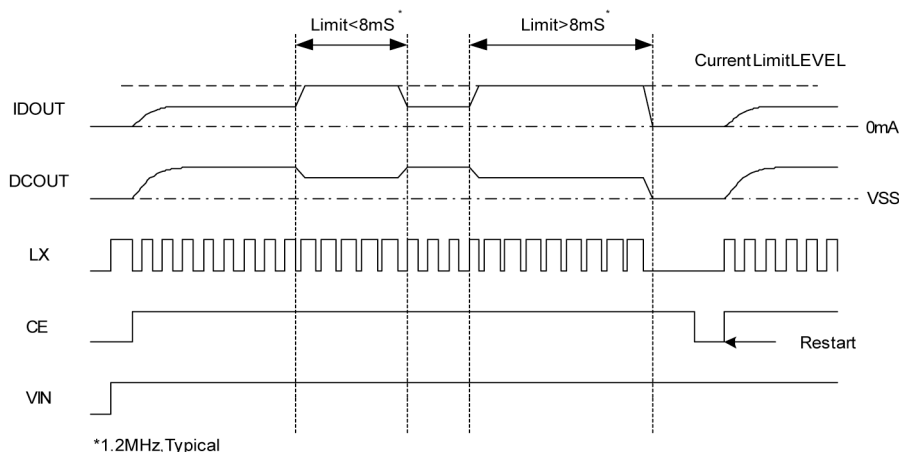 Limit<8mS*
Limit>8mS*
CurrentLimitLEVEL
IDOUT
0mA
DCOUT
VSS
LX
CE
Restart
VIN
*1.2MHz,Typical